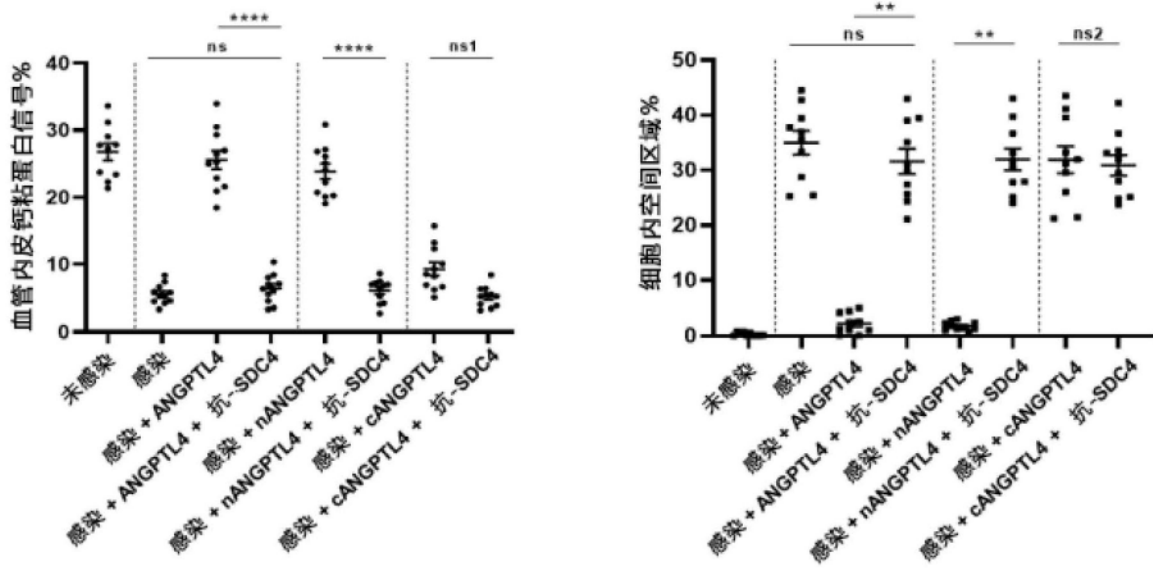 ****
ns
****
ns1
血管内皮钙粘蛋白信号%
40
30
20
10
0
未感染
感染
感染 + ANGPTL4
感染 + ANGPTL4 + 抗-SDC4
感染 + nANGPTL4
感染 + nANGPTL4 + 抗-SDC4
感染 + cANGPTL4
感染 + cANGPTL4 + 抗-SDC4
**
ns
**
ns2
细胞内空间区域%
50
40
30
20
10
0
未感染
感染
感染 + ANGPTL4
感染 + ANGPTL4 + 抗-SDC4
感染 + nANGPTL4
感染 + nANGPTL4 + 抗-SDC4
感染 + cANGPTL4
感染 + cANGPTL4 + 抗-SDC4